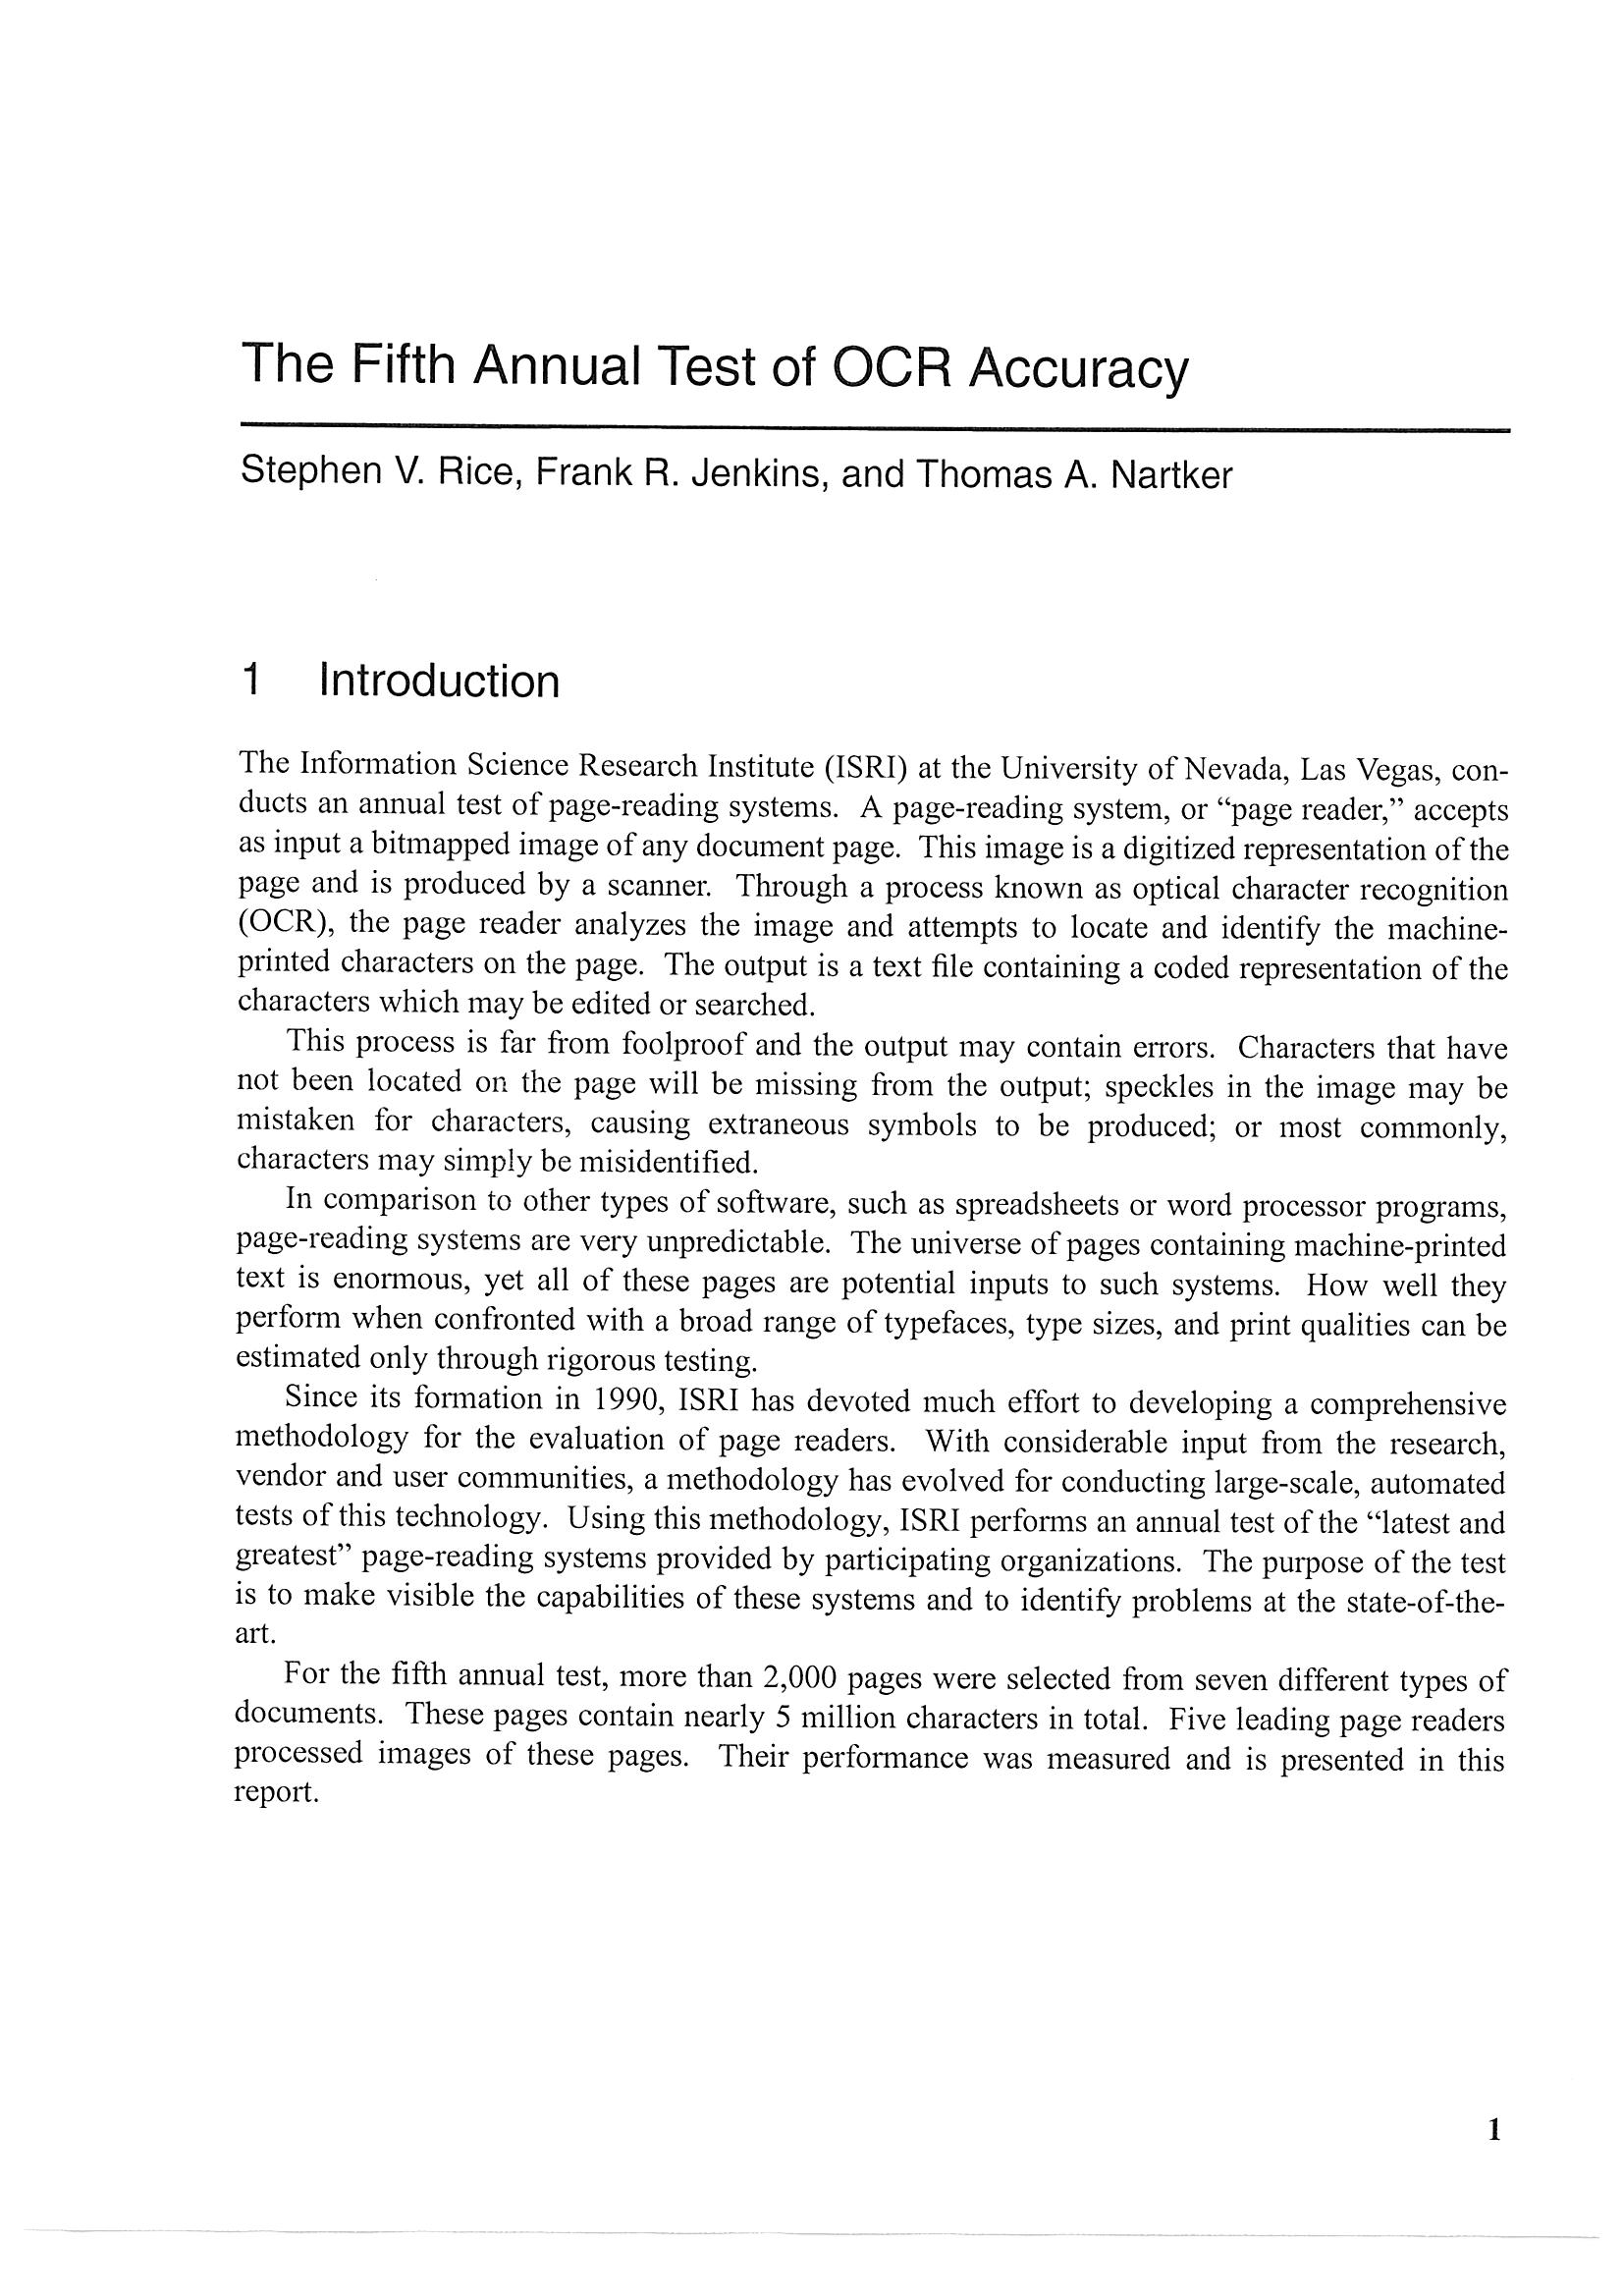 The Fifth Annual Test of OCR Accuracy
Stephen V. Rice, Frank R. Jenkins, and Thomas A. Nartker
1 Introduction
The Information Science Research Institute (ISRI) at the University of Nevada, Las Vegas, con-
ducts an annual test of page-reading systems. A page-reading system, or “page reader,” accepts
as input a bitmapped image of any document page. This image is a digitized representation of the
page and is produced by a scanner. Through a process known as optical character recognition
(OCR), the page reader analyzes the image and attempts to locate and identify the machine-
printed characters on the page. The output is a text file containing a coded representation of the
characters which may be edited or searched.
This process is far from foolproof and the output may contain errors. Characters that have
not been located on the page will be missing from the output; speckles in the image may be
mistaken for characters, causing extraneous symbols to be produced; or most commonly,
characters may simply be misidentified.
In comparison to other types of software, such as spreadsheets or word processor programs,
page-reading systems are very unpredictable. The universe of pages containing machine-printed
text is enormous, yet all of these pages are potential inputs to such systems. How well they
perform when confronted with a broad range of typefaces, type sizes, and print qualities can be
estimated only through rigorous testing.
Since its formation in 1990, ISRI has devoted much effort to developing a comprehensive
methodology for the evaluation of page readers. With considerable input from the research,
vendor and user communities, a methodology has evolved for conducting large-scale, automated
tests of this technology. Using this methodology, ISRI performs an annual test of the “latest and
greatest” page-reading systems provided by participating organizations. The purpose of the test
is to make visible the capabilities of these systems and to identify problems at the state-of-the-
art.
For the fifth annual test, more than 2,000 pages were selected from seven different types of
documents. These pages contain nearly 5 million characters in total. Five leading page readers
processed images of these pages. Their performance was measured and is presented in this
report.
1